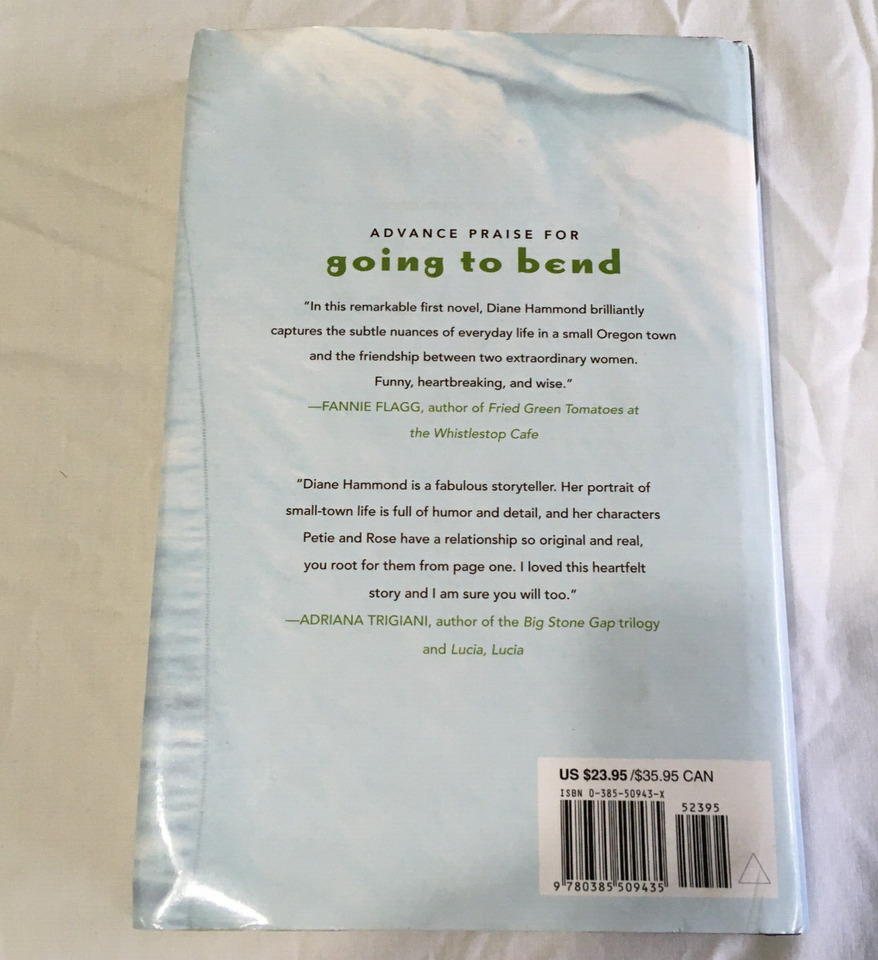 ADVANCE PRAISE FOR
going to bend
“In this remarkable first novel, Diane Hammond brilliantly
captures the subtle nuances of everyday life in a small Oregon town
and the friendship between two extraordinary women.
Funny, heartbreaking, and wise.”
—FANNIE FLAGG, author of Fried Green Tomatoes at
the Whistlestop Cafe
“Diane Hammond is a fabulous storyteller. Her portrait of
small-town life is full of humor and detail, and her characters
Petie and Rose have a relationship so original and real,
you root for them from page one. I loved this heartfelt
story and I am sure you will too.”
—ADRIANA TRIGIANI, author of the Big Stone Gap trilogy
and Lucia, Lucia
US $23.95 /$35.95 CAN
ISBN 0-385-50943-X
52395
9 780385 509435